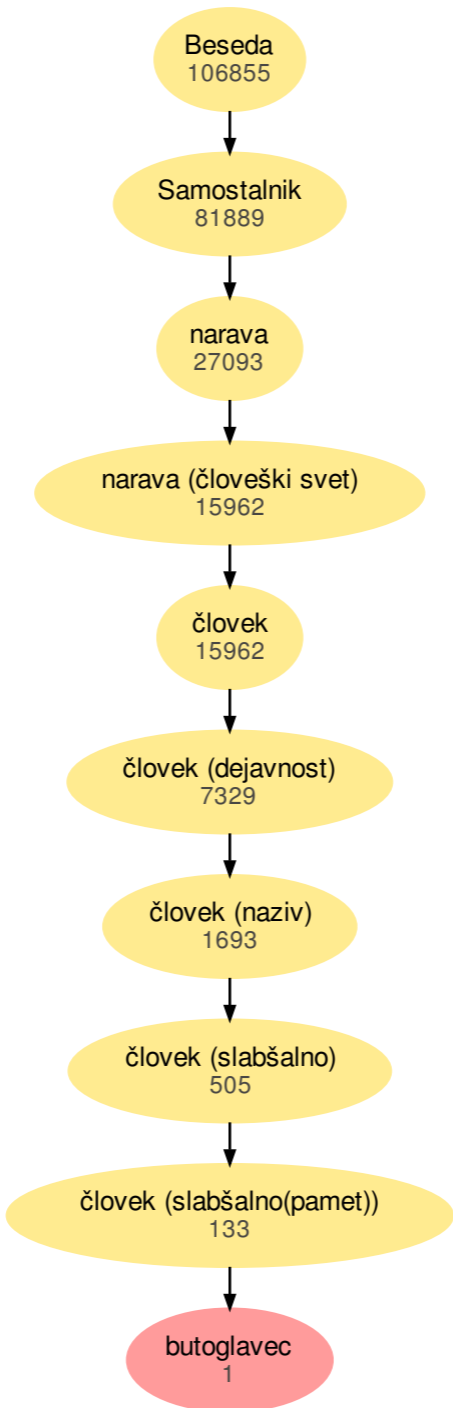 Beseda
106855
Samostalnik
81889
narava
27093
narava (človeški svet)
15962
človek
15962
človek (dejavnost)
7329
človek (naziv)
1693
človek (slabšalno)
505
človek (slabšalno(pamet))
133
butoglavec
1